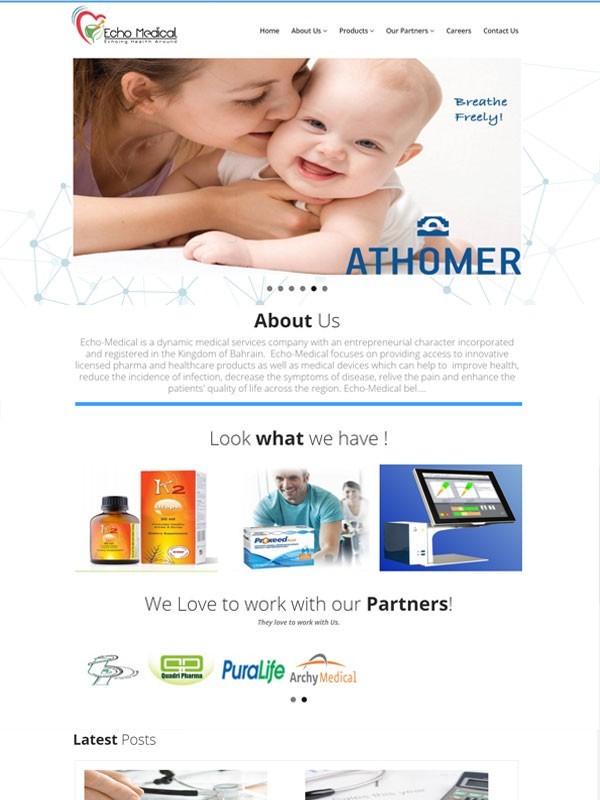 Echo Medical
Echoing Health Around
Home About Us Products Our Partners Careers Contact Us
Breathe
Freely!
ATHOMER
About Us
Echo-Medical is a dynamic medical services company with an entrepreneurial character incorporated
and registered in the Kingdom of Bahrain. Echo-Medical focuses on providing access to innovative
licensed pharma and healthcare products as well as medical devices which can help to improve health,
reduce the incidence of infection, decrease the symptoms of disease, relive the pain and enhance the
patients' quality of life across the region. Echo-Medical bel....
Look what we have !
K2
Drops
K2
Proxeed
We Love to work with our Partners!
They love to work with Us.
Quadri Pharma
PuraLife
ArchyMedical
Latest Posts